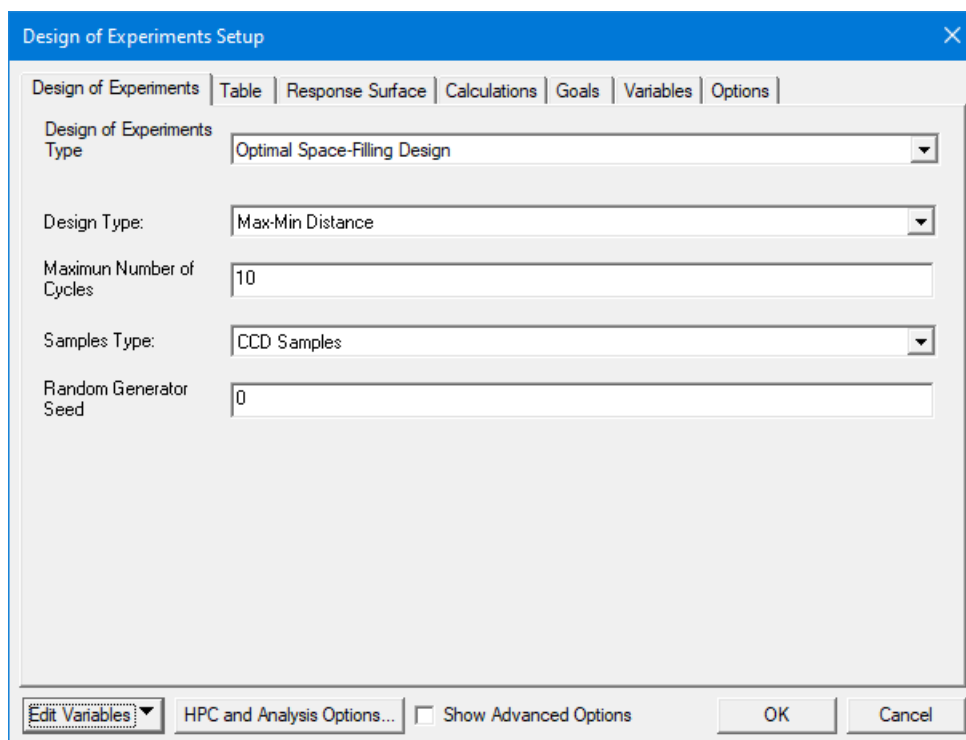 Design of Experiments Setup
Design of Experiments
Table
Response Surface
Calculations
Goals
Variables
Options
Design of Experiments
Type
Optimal Space-Filling Design
Design Type:
Max-Min Distance
Maximun Number of
Cycles
10
Samples Type:
CCD Samples
Random Generator
Seed
0
Edit Variables
HPC and Analysis Options...
Show Advanced Options
OK
Cancel